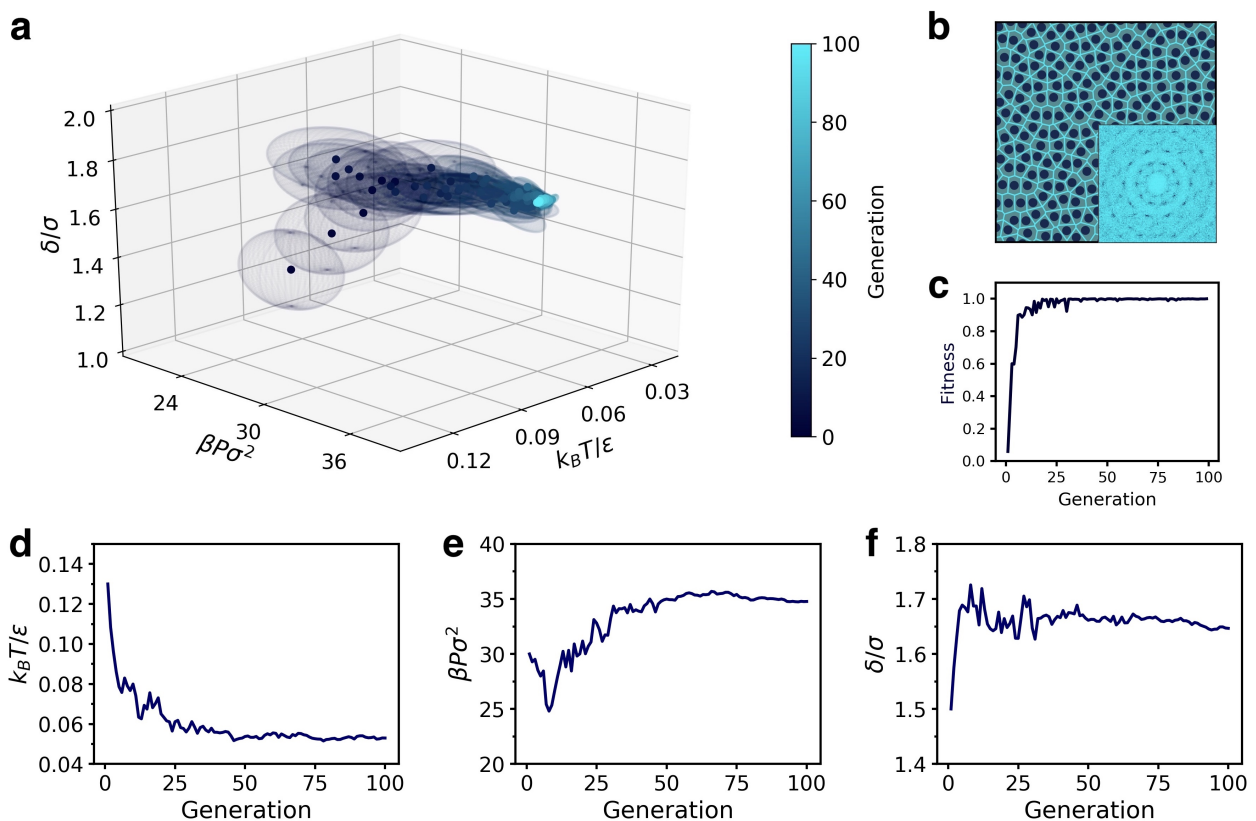 a
2.0
1.8
1.6
1.4
1.2
1.0
δ/σ
24
30
36
βPσ²
0.12
0.09
0.06
0.03
k_BT/ε
100
80
60
40
20
0
Generation
b
c
1.0
0.8
0.6
0.4
0.2
0.0
Fitness
0 25 50 75 100
Generation
d
0.14
0.12
0.10
0.08
0.06
0.04
k_BT/ε
0 25 50 75 100
Generation
e
40
35
30
25
20
βPσ²
0 25 50 75 100
Generation
f
1.8
1.7
1.6
1.5
1.4
δ/σ
0 25 50 75 100
Generation